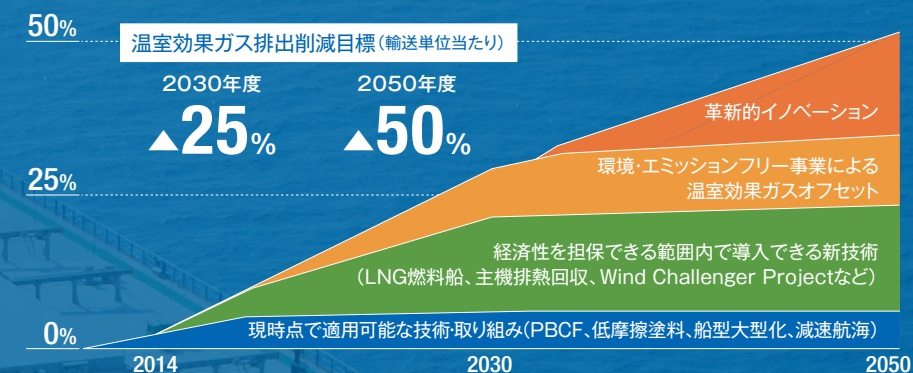 50%
温室効果ガス排出削減目標(輸送単位当たり)
2030年度
▲25%
2050年度
▲50%
革新的イノベーション
25%
環境・エミッションフリー事業による
温室効果ガスオフセット
経済性を担保できる範囲内で導入できる新技術
(LNG燃料船、主機排熱回収、Wind Challenger Projectなど)
0%
現時点で適用可能な技術・取り組み(PBCF、低摩擦塗料、船型大型化、減速航海)
2014
2030
2050